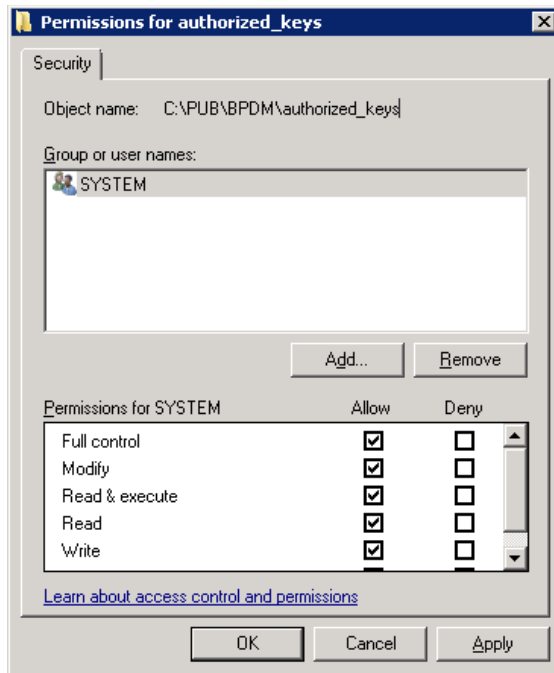 Permissions for authorized_keys
Security
Object name: C:\PUB\BPDM\authorized_keys
Group or user names:
SYSTEM
Add... Remove
Permissions for SYSTEM Allow Deny
Full control
Modify
Read & execute
Read
Write
Learn about access control and permissions
OK Cancel Apply